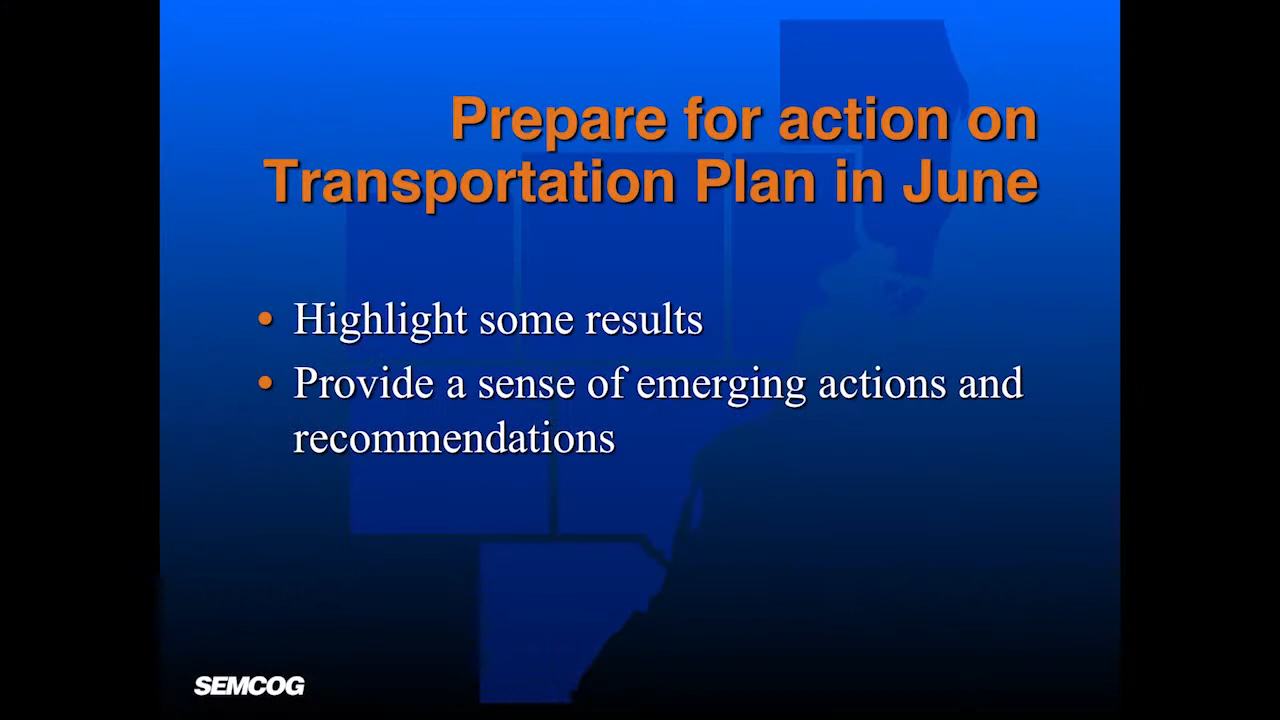 Prepare for action on
Transportation Plan in June
• Highlight some results
• Provide a sense of emerging actions and
recommendations
SEMCOG